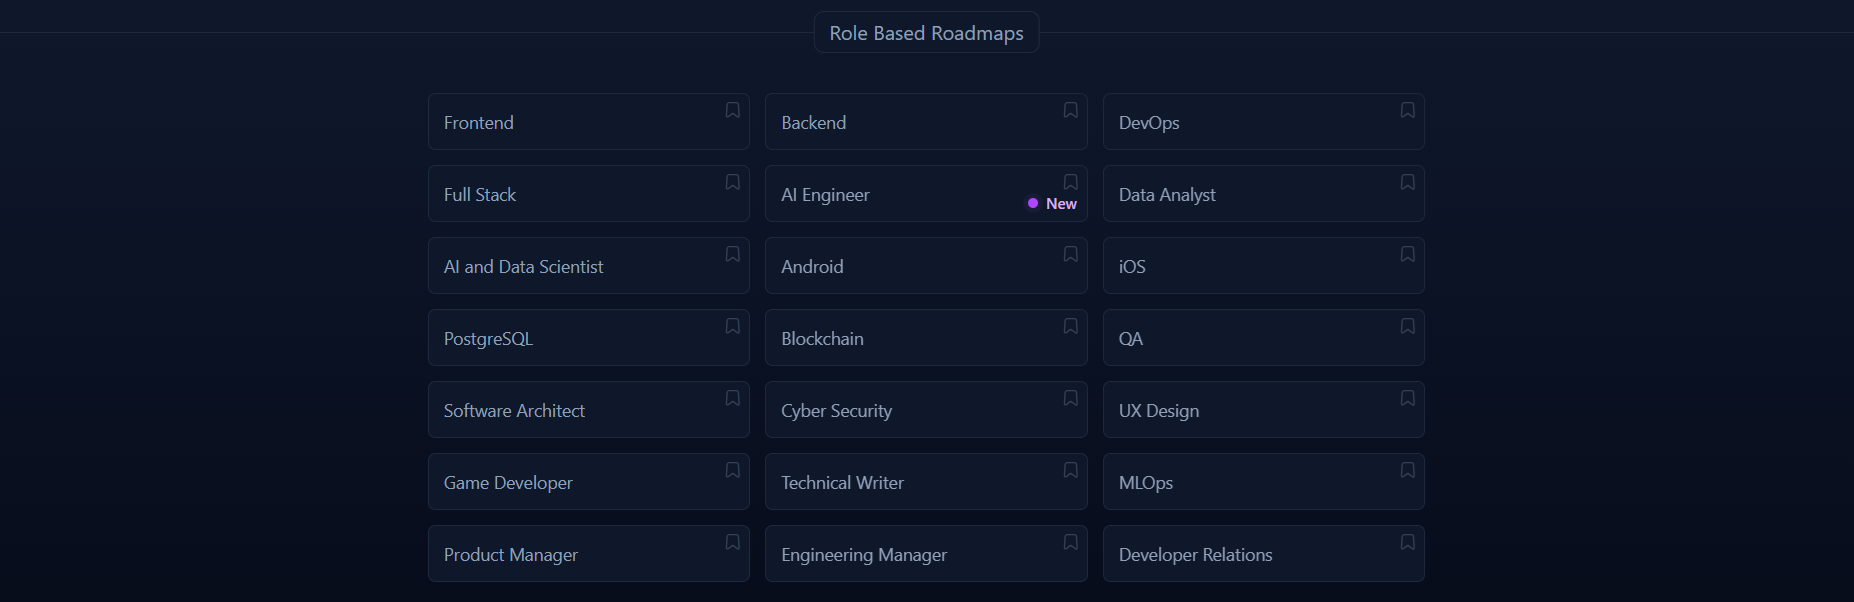 Role Based Roadmaps
Frontend
Backend
DevOps
Full Stack
AI Engineer
New
Data Analyst
AI and Data Scientist
Android
iOS
PostgreSQL
Blockchain
QA
Software Architect
Cyber Security
UX Design
Game Developer
Technical Writer
MLOps
Product Manager
Engineering Manager
Developer Relations